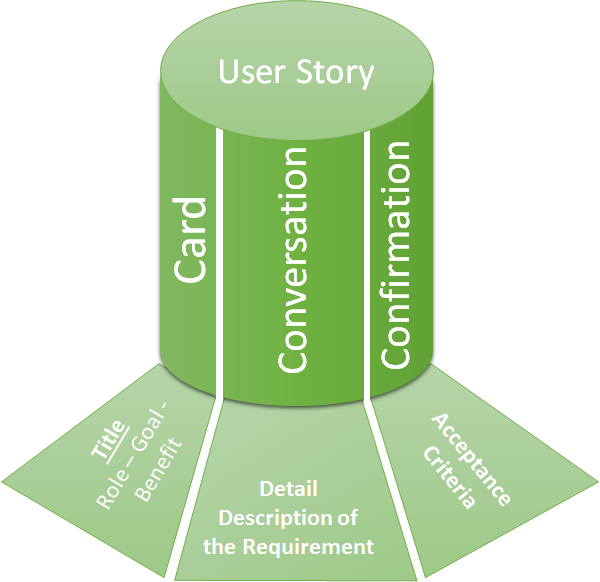 User Story
Card
Conversation
Confirmation
Title
Role – Goal -
Benefit
Detail
Description of
the Requirement
Acceptance
Criteria